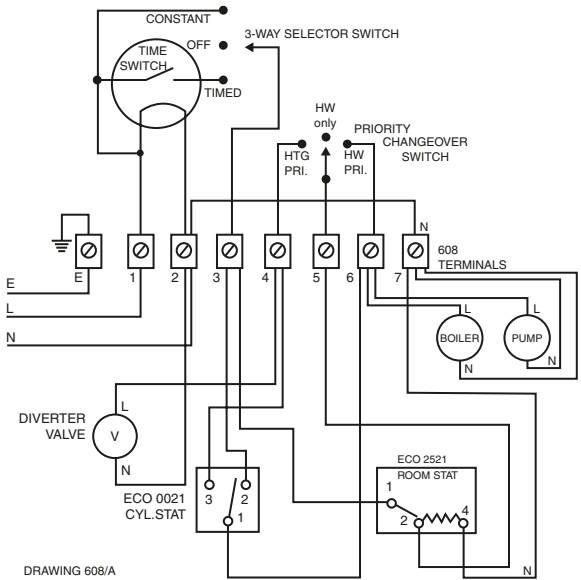 CONSTANT
OFF
3-WAY SELECTOR SWITCH
TIME
SWITCH
TIMED
HW
only
PRIORITY
CHANGEOVER
SWITCH
HTG
PRI.
HW
PRI.
N
608
TERMINALS
E
1
2
3
4
5
6
7
E
L
N
L
L
BOILER
PUMP
N
N
DIVERTER
VALVE
L
V
N
ECO 0021
CYL.STAT
3
2
1
ECO 2521
ROOM STAT
1
2
4
N
DRAWING 608/A